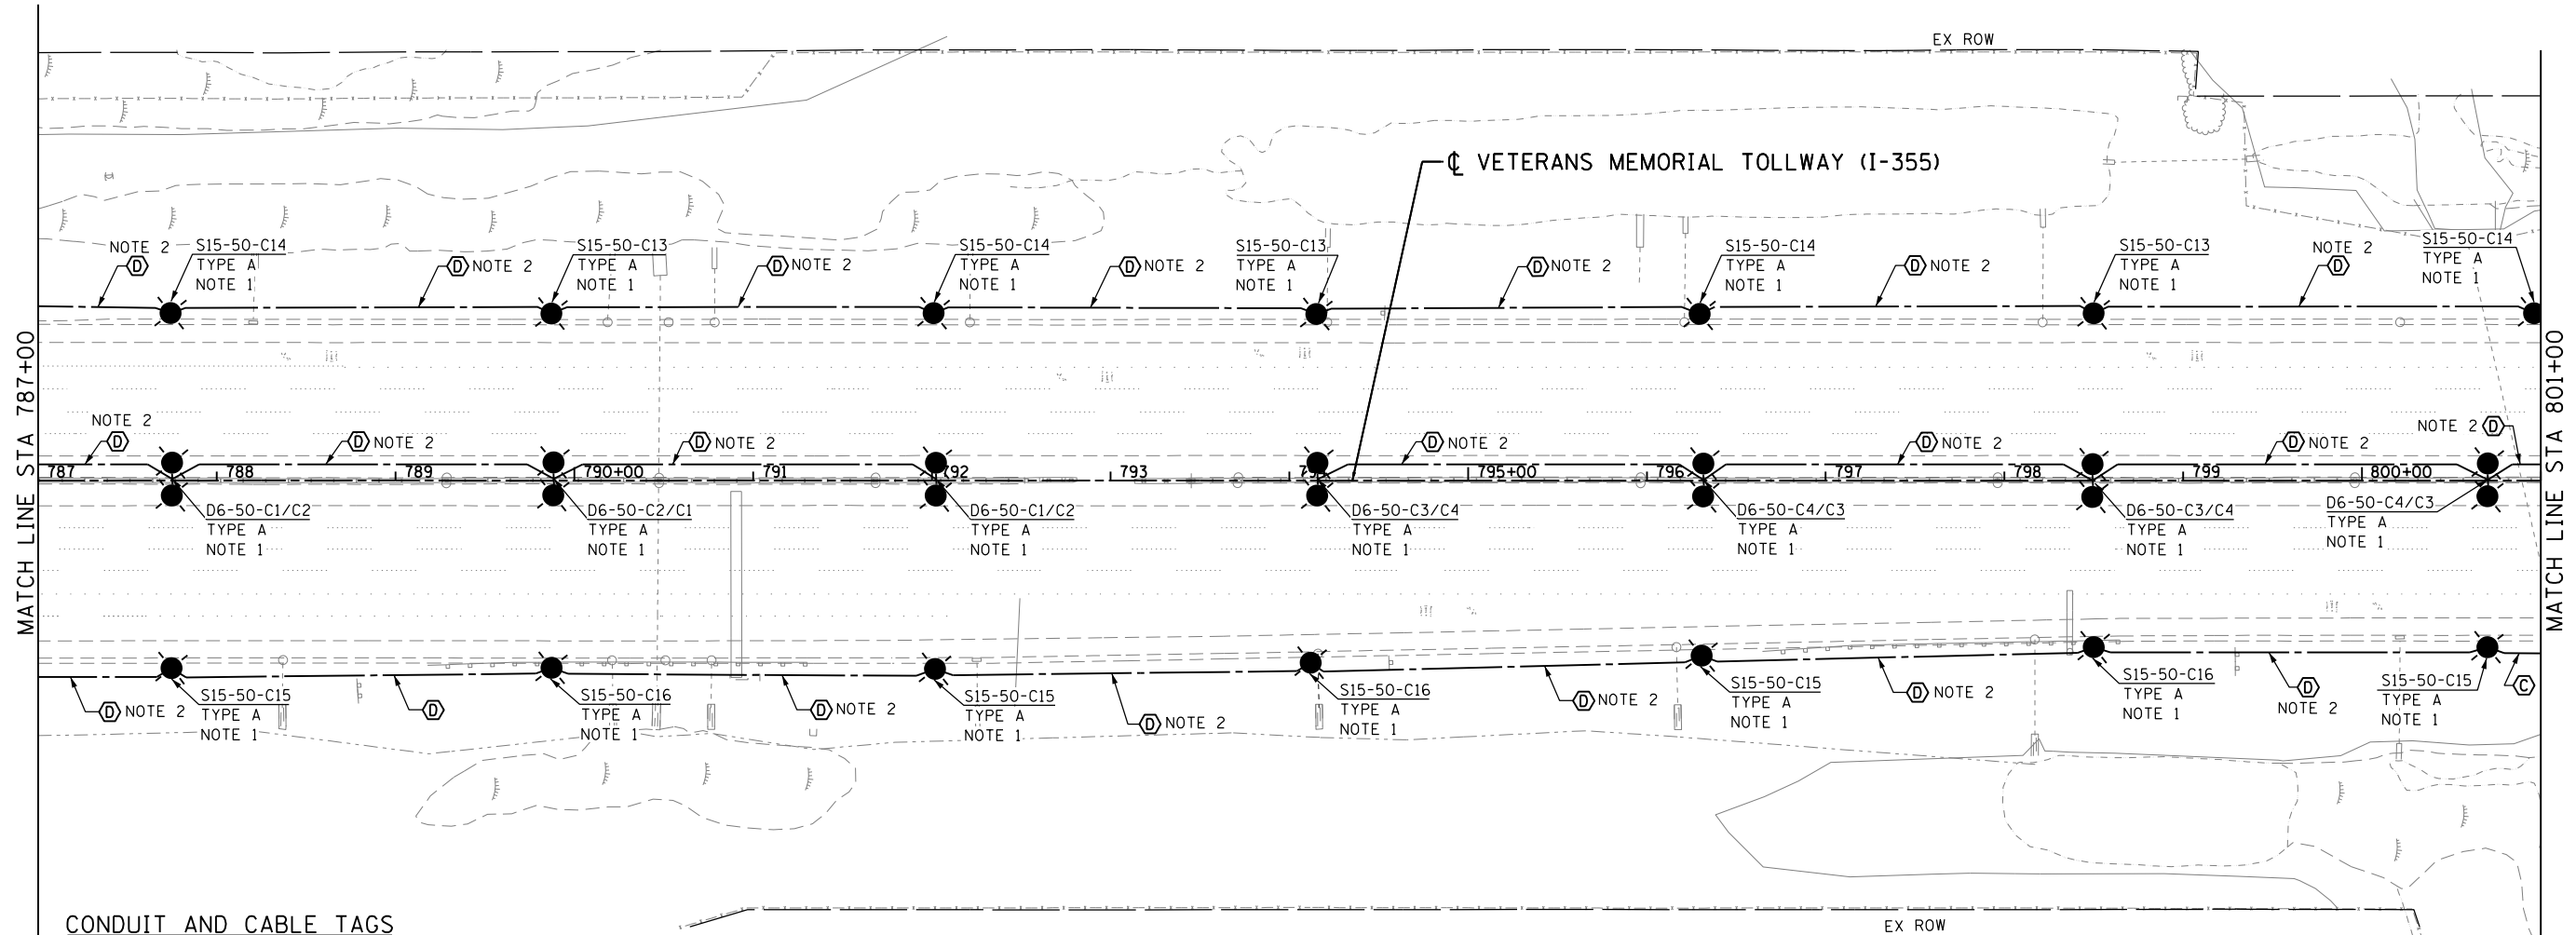 EX ROW
℄ VETERANS MEMORIAL TOLLWAY (I-355)
NOTE 2
D
S15-50-C14
TYPE A
NOTE 1
D NOTE 2
S15-50-C13
TYPE A
NOTE 1
D NOTE 2
S15-50-C14
TYPE A
NOTE 1
D NOTE 2
S15-50-C13
TYPE A
NOTE 1
D NOTE 2
S15-50-C14
TYPE A
NOTE 1
D NOTE 2
S15-50-C13
TYPE A
NOTE 1
NOTE 2
D
S15-50-C14
TYPE A
NOTE 1
MATCH LINE STA 787+00
MATCH LINE STA 801+00
NOTE 2
D
D NOTE 2
D NOTE 2
D NOTE 2
D NOTE 2
D NOTE 2
NOTE 2 D
787 788 789 790+00 791 792 793 795+00 796 797 798 799 800+00
D6-50-C1/C2
TYPE A
NOTE 1
D6-50-C2/C1
TYPE A
NOTE 1
D6-50-C1/C2
TYPE A
NOTE 1
D6-50-C3/C4
TYPE A
NOTE 1
D6-50-C4/C3
TYPE A
NOTE 1
D6-50-C3/C4
TYPE A
NOTE 1
D6-50-C4/C3
TYPE A
NOTE 1
D NOTE 2
S15-50-C15
TYPE A
NOTE 1
D
S15-50-C16
TYPE A
NOTE 1
D NOTE 2
S15-50-C15
TYPE A
NOTE 1
D NOTE 2
S15-50-C16
TYPE A
NOTE 1
D NOTE 2
S15-50-C15
TYPE A
NOTE 1
D NOTE 2
S15-50-C16
TYPE A
NOTE 1
D
NOTE 2
S15-50-C15
TYPE A
NOTE 1
C
CONDUIT AND CABLE TAGS
EX ROW